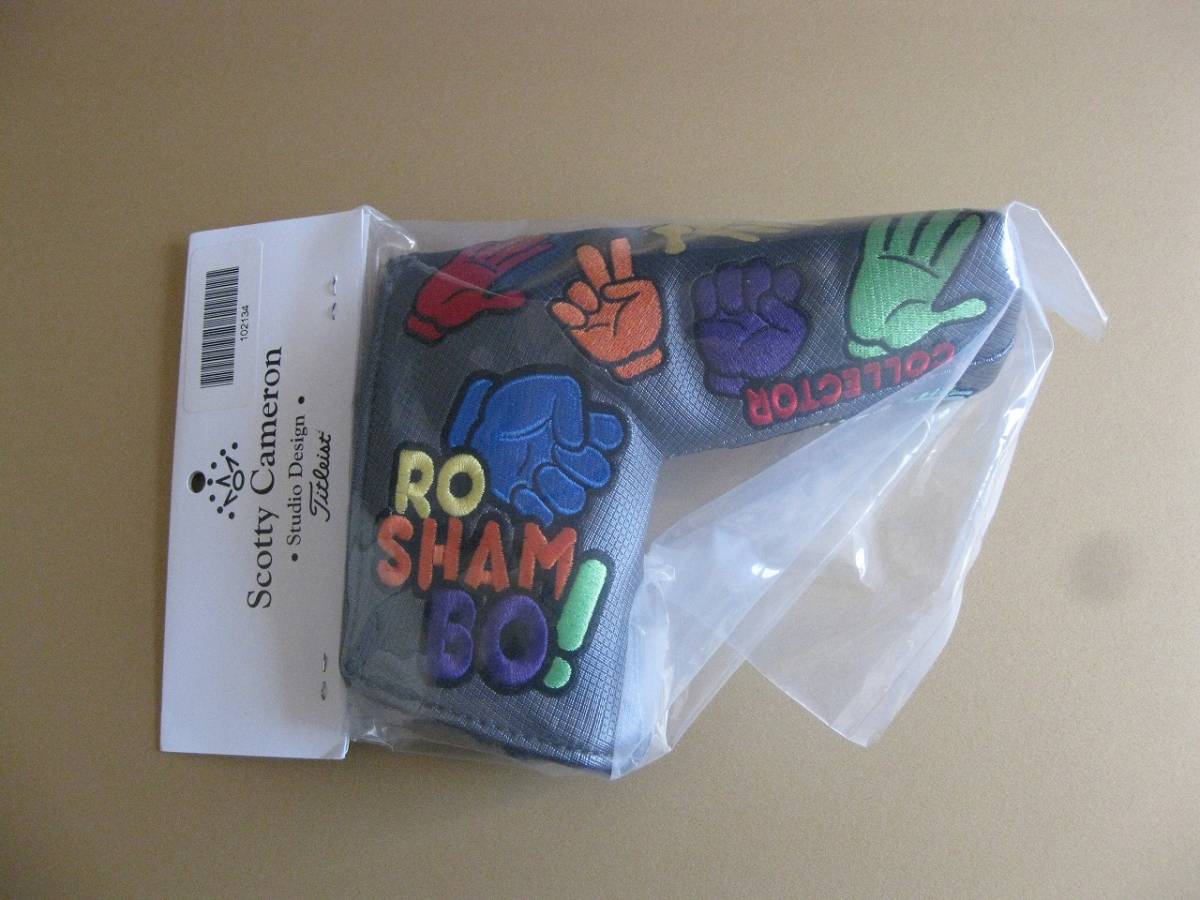 102134
Scotty Cameron
• Studio Design •
Titleist
RO
SHAM
BO!
COLLECTOR